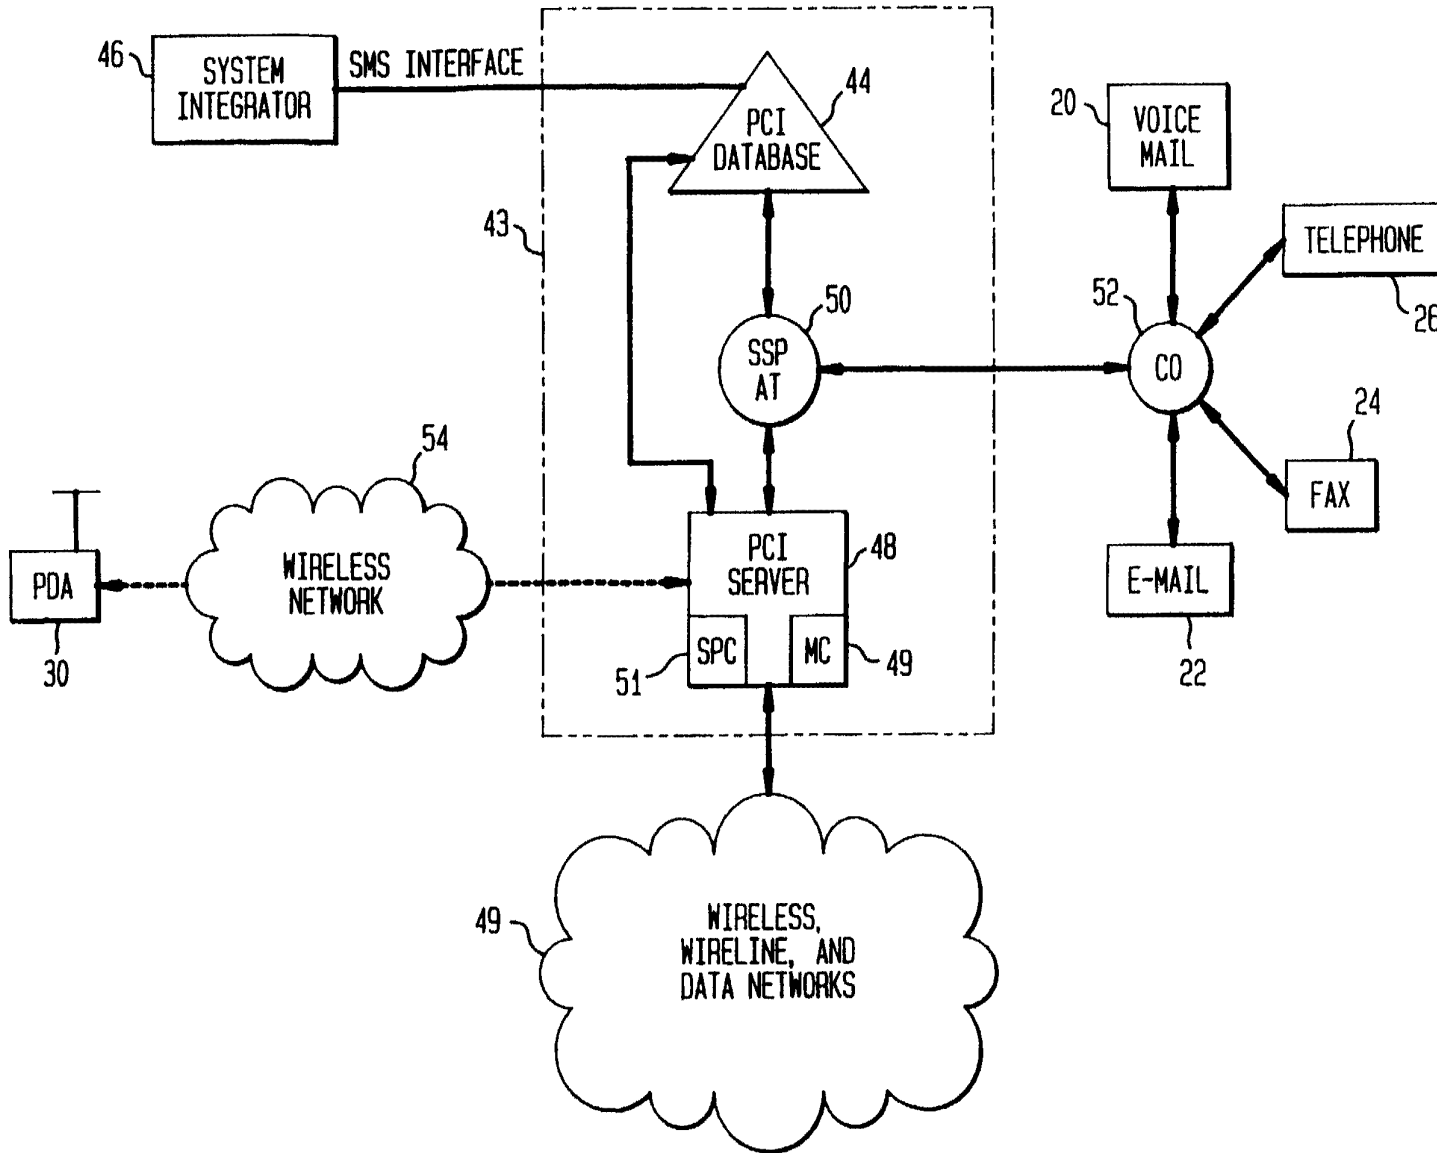 46
SYSTEM
INTEGRATOR
SMS INTERFACE
44
PCI
DATABASE
43
20
VOICE
MAIL
TELEPHONE
26
52
CO
50
SSP
AT
24
FAX
E-MAIL
22
54
WIRELESS
NETWORK
PDA
30
PCI
SERVER
48
SPC
51
MC
49
49
WIRELESS,
WIRELINE, AND
DATA NETWORKS